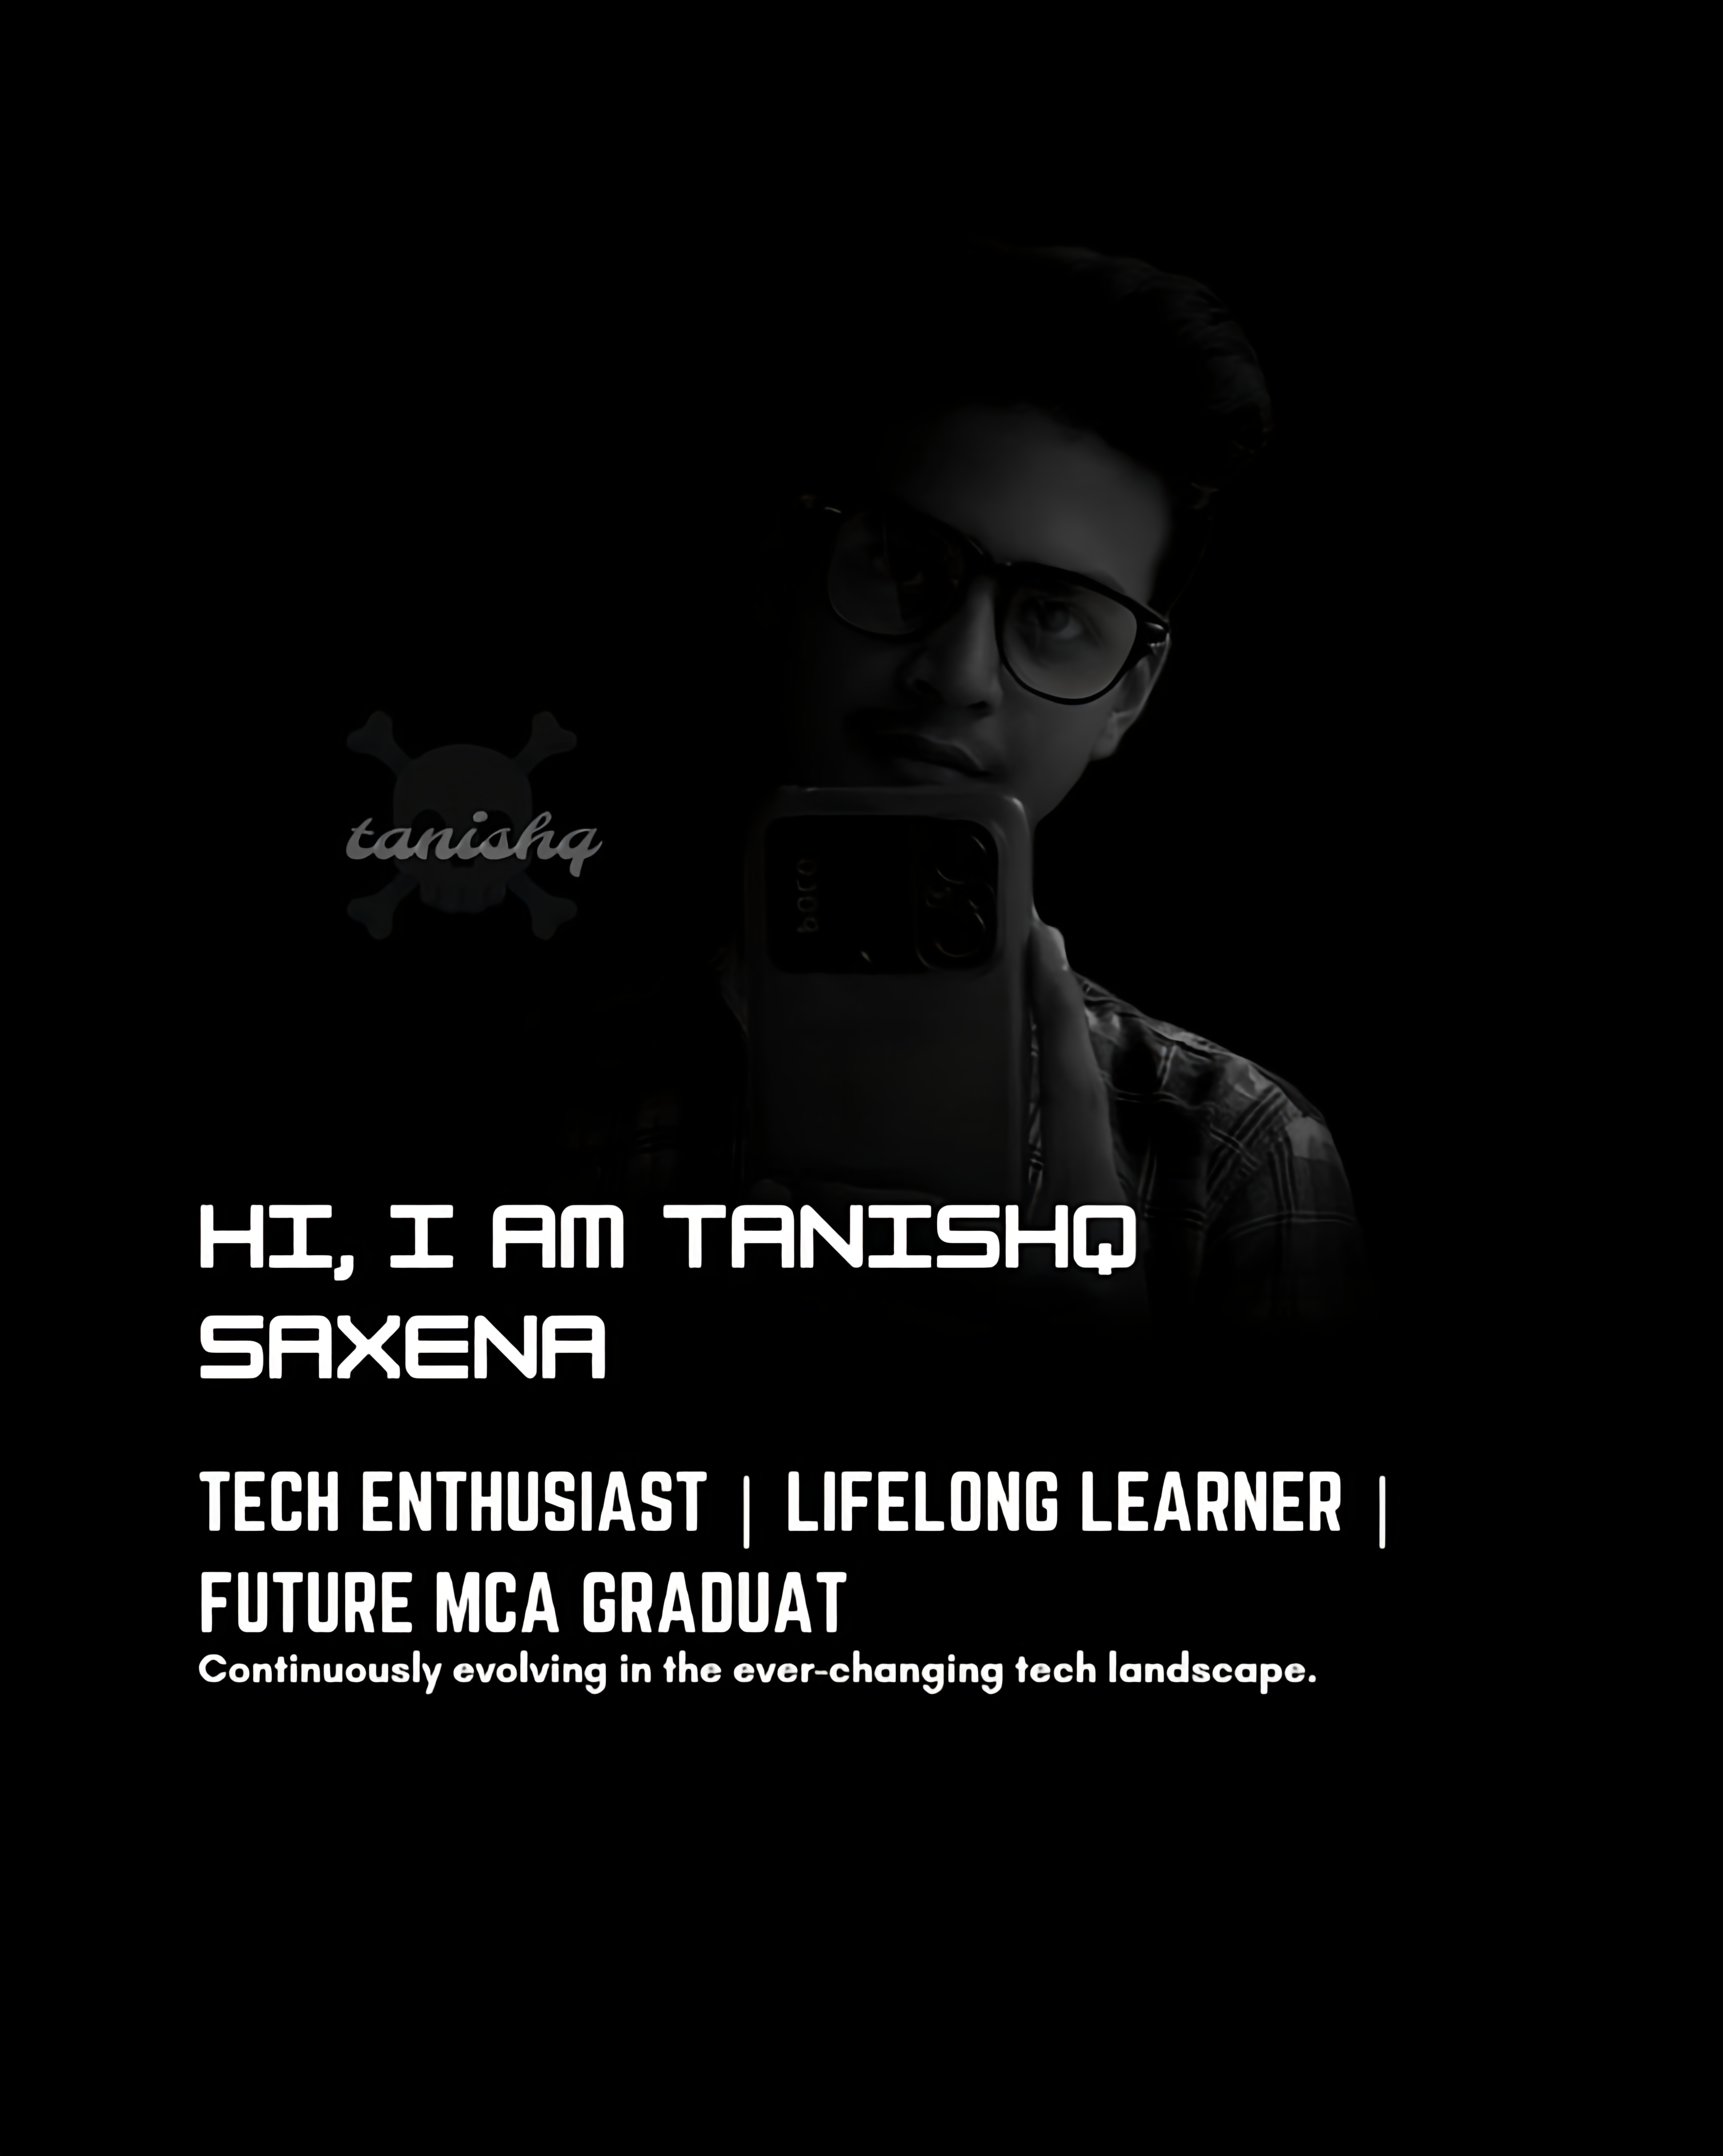 tanishq
poco
HI, I AM TANISHQ
SAXENA
TECH ENTHUSIAST | LIFELONG LEARNER |
FUTURE MCA GRADUAT
Continuously evolving in the ever-changing tech landscape.